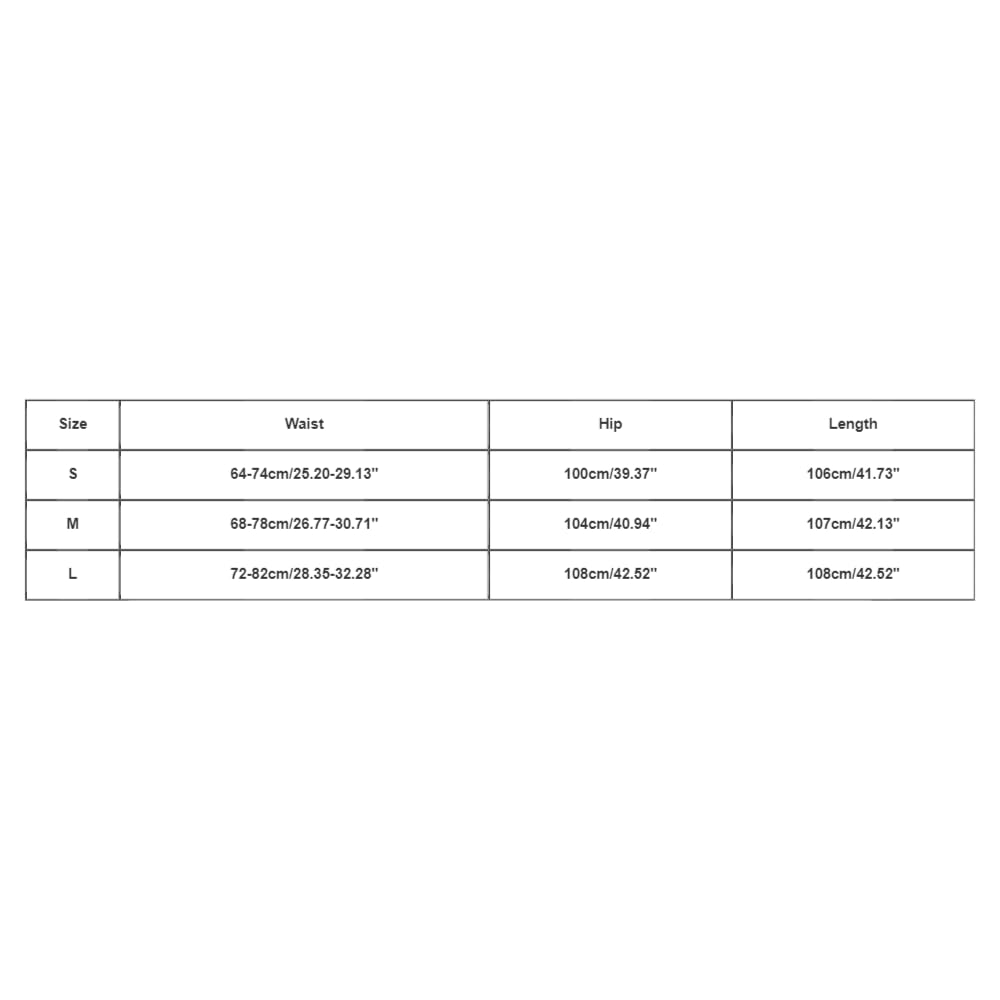 Size Waist Hip Length
S 64-74cm/25.20-29.13" 100cm/39.37" 106cm/41.73"
M 68-78cm/26.77-30.71" 104cm/40.94" 107cm/42.13"
L 72-82cm/28.35-32.28" 108cm/42.52" 108cm/42.52"